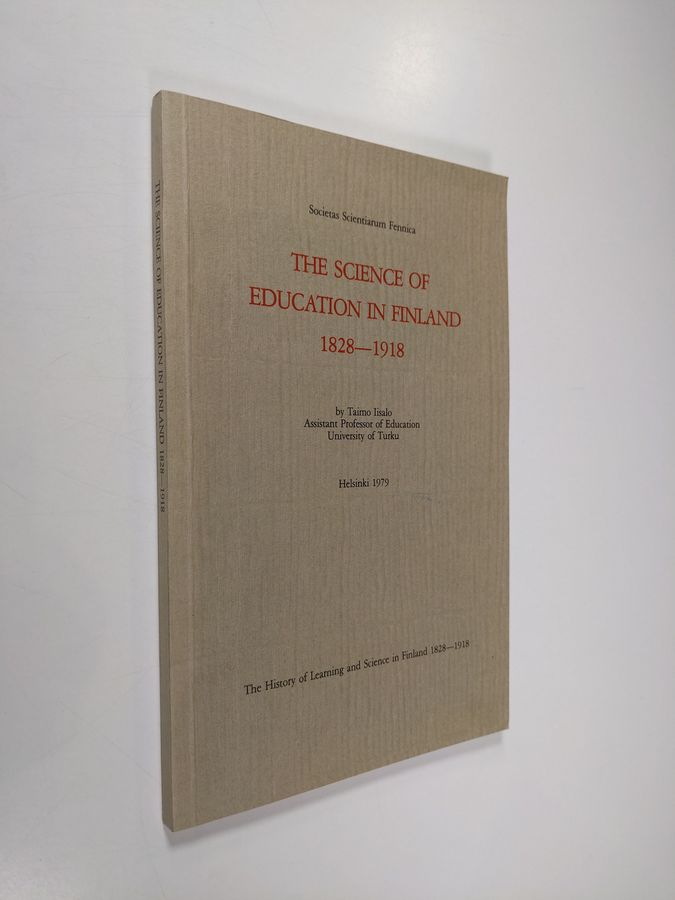 THE SCIENCE OF EDUCATION IN FINLAND 1828—1918
Societas Scientiarum Fennica
THE SCIENCE OF
EDUCATION IN FINLAND
1828—1918
by Taimo Iisalo
Assistant Professor of Education
University of Turku
Helsinki 1979
The History of Learning and Science in Finland 1828—1918